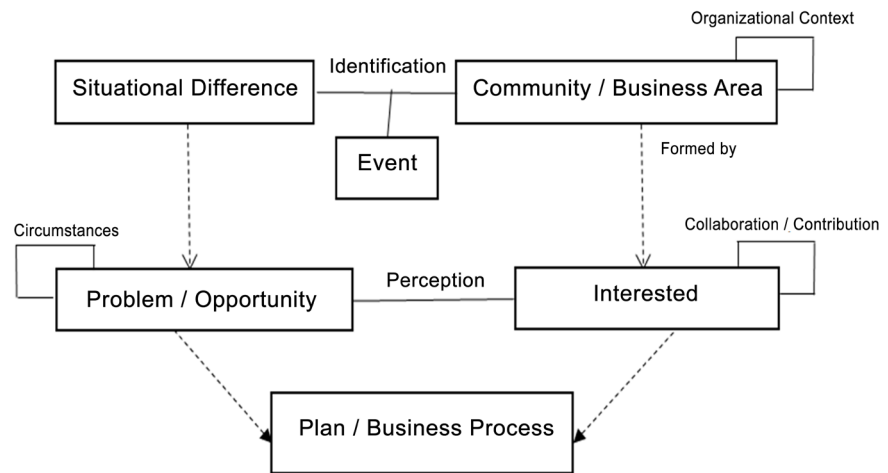 Organizational Context
Identification
Situational Difference
Community / Business Area
Event
Formed by
Circumstances
Collaboration / Contribution
Perception
Problem / Opportunity
Interested
Plan / Business Process